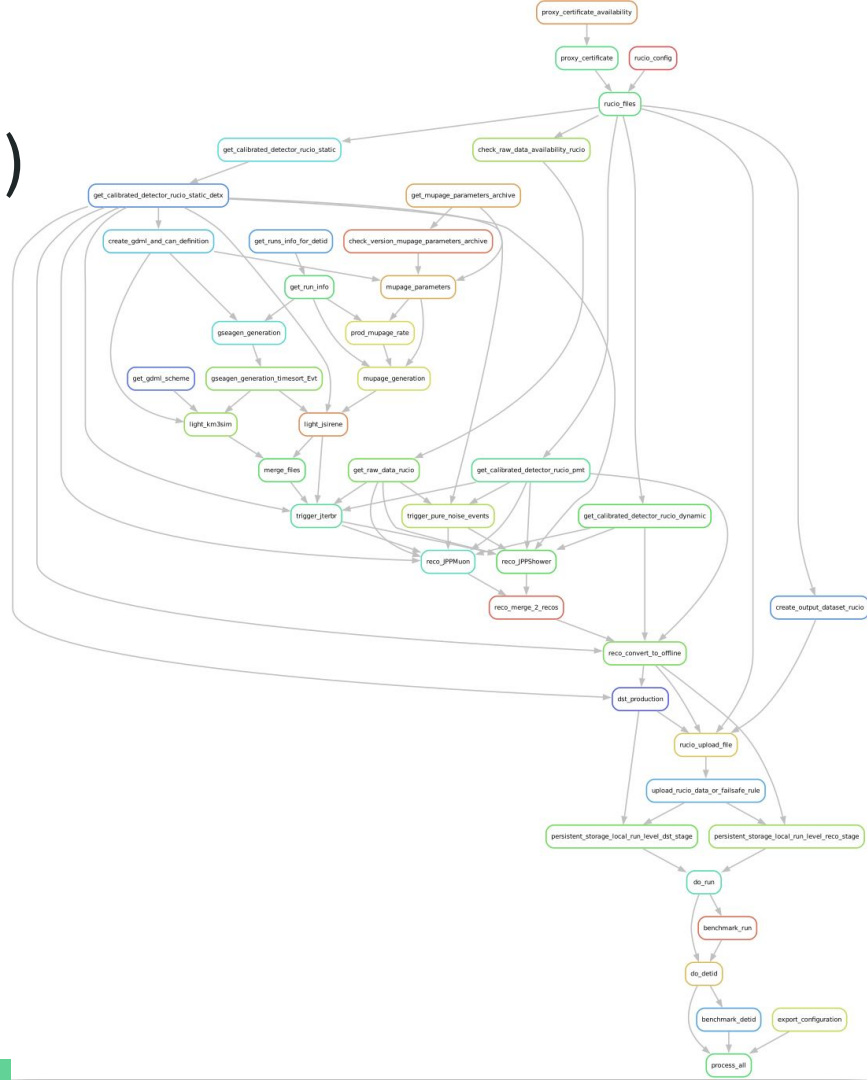 proxy_certificate_availability
proxy_certificate
rucio_config
rucio_files
)
get_calibrated_detector_rucio_static
check_raw_data_availability_rucio
get_calibrated_detector_rucio_static_detx
get_mupage_parameters_archive
create_gdml_and_can_definition
get_runs_info_for_detid
check_version_mupage_parameters_archive
get_run_info
mupage_parameters
gseagen_generation
prod_mupage_rate
get_gdml_scheme
gseagen_generation_timesort_Evt
mupage_generation
light_km3sim
light_jsirene
merge_files
get_raw_data_rucio
get_calibrated_detector_rucio_pmt
trigger_jterbr
trigger_pure_noise_events
get_calibrated_detector_rucio_dynamic
reco_JPPMuon
reco_JPPShower
reco_merge_2_recos
create_output_dataset_rucio
reco_convert_to_offline
dst_production
rucio_upload_file
upload_rucio_data_or_failsafe_rule
persistent_storage_local_run_level_dst_stage
persistent_storage_local_run_level_reco_stage
do_run
benchmark_run
do_detid
benchmark_detid
export_configuration
process_all